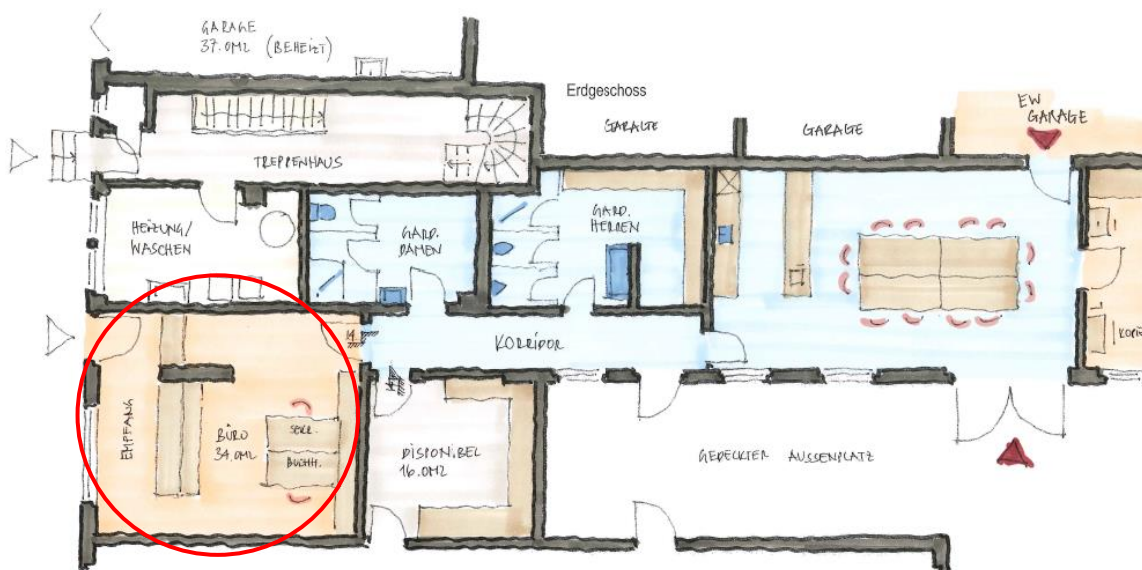 GARAGE
37.0M2 (BEHEIZT)
Erdgeschoss
EW
GARAGE
GARAGE
GARAGE
TREPPENHAUS
HEIZUNG/
WASCHEN
GARD.
DAMEN
GARD.
HERREN
KORRIDOR
EMPFANG
BÜRO
34.0M2
SEKR.
BUCHH.
DISPONIBEL
16.0M2
GEDECKTER AUSSENPLATZ